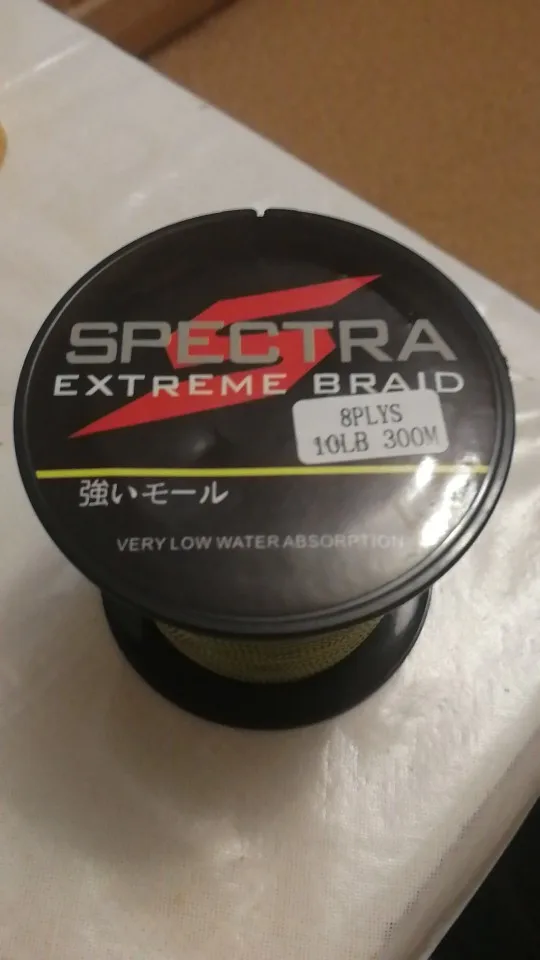 SPECTRA
EXTREME BRAID
8PLYS
10LB 300M
強いモール
VERY LOW WATER ABSORPTION